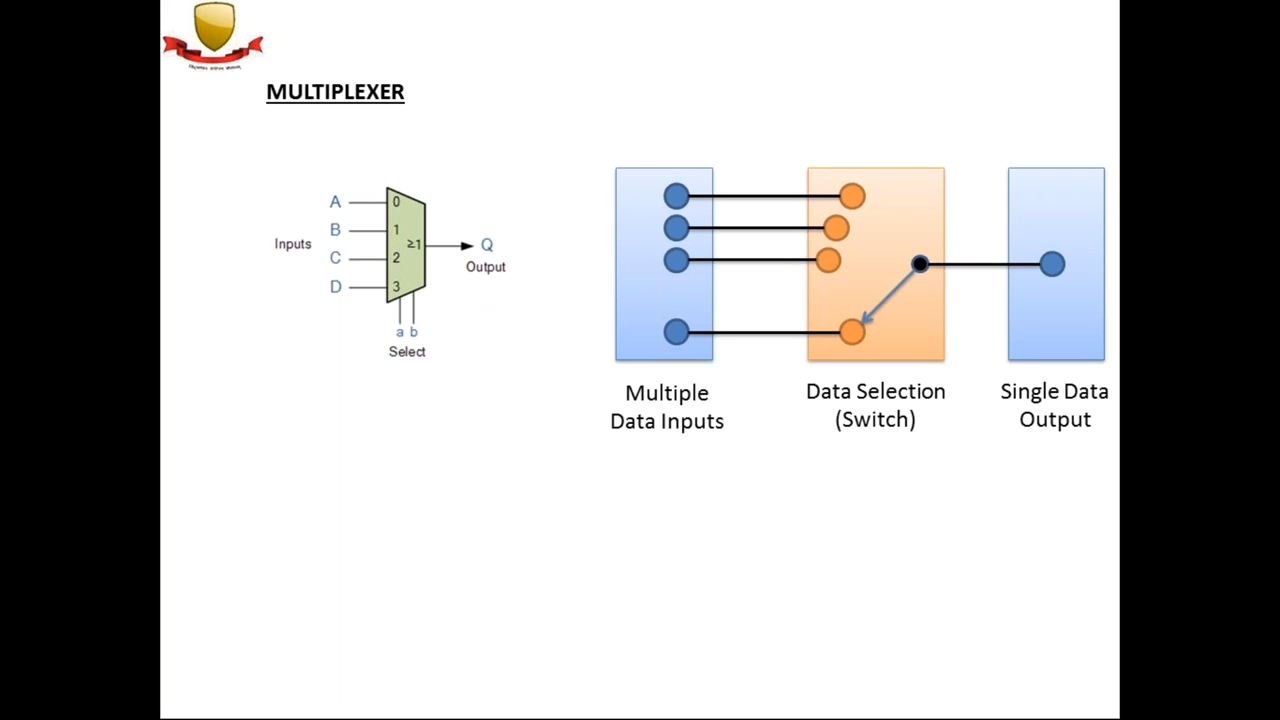 MULTIPLEXER
A
B
C
D
Inputs
0
1
2
3
≥1
Q
Output
a b
Select
Multiple
Data Inputs
Data Selection
(Switch)
Single Data
Output